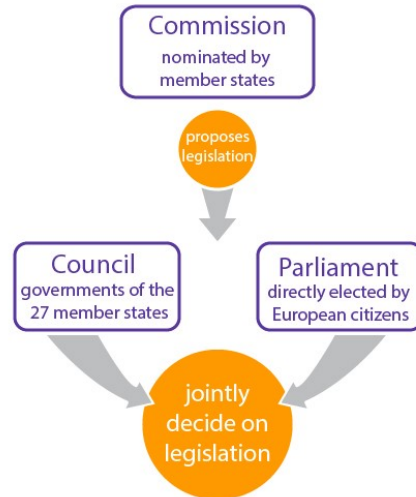 Commission
nominated by
member states
proposes
legislation
Council
governments of the
27 member states
Parliament
directly elected by
European citizens
jointly
decide on
legislation